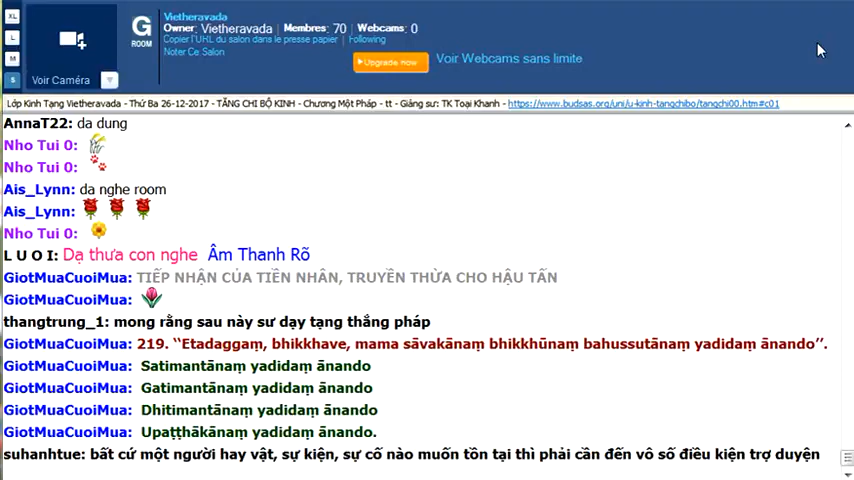 XL
L
M
S
Voir Caméra
G
ROOM
Vietheravada
Owner: Vietheravada Membres: 70 Webcams: 0
Copier l'URL du salon dans le presse papier | Following
Noter Ce Salon
Upgrade now
Voir Webcams sans limite
Lớp Kinh Tạng Vietheravada - Thứ Ba 26-12-2017 - TĂNG CHI BỘ KINH - Chương Một Pháp - tt - Giảng sư: TK Toại Khanh - https://www.budsas.org/uni/u-kinh-tangchibo/tangchi00.htm#c01
AnnaT22: da dung
Nho Tui 0:
Nho Tui 0:
Ais_Lynn: da nghe room
Ais_Lynn:
Nho Tui 0:
L U O I: Dạ thưa con nghe Âm Thanh Rõ
GiotMuaCuoiMua: TIẾP NHẬN CỦA TIỀN NHÂN, TRUYỀN THỪA CHO HẬU TẤN
GiotMuaCuoiMua:
thangtrung_1: mong rằng sau này sư dạy tạng thắng pháp
GiotMuaCuoiMua: 219. ‘‘Etadaggaṃ, bhikkhave, mama sāvakānaṃ bhikkhūnaṃ bahussutānaṃ yadidaṃ ānando’’.
GiotMuaCuoiMua: Satimantānaṃ yadidaṃ ānando
GiotMuaCuoiMua: Gatimantānaṃ yadidaṃ ānando
GiotMuaCuoiMua: Dhitimantānaṃ yadidaṃ ānando
GiotMuaCuoiMua: Upaṭṭhākānaṃ yadidaṃ ānando.
suhanhtue: bất cứ một người hay vật, sự kiện, sự cố nào muốn tồn tại thì phải cần đến vô số điều kiện trợ duyện